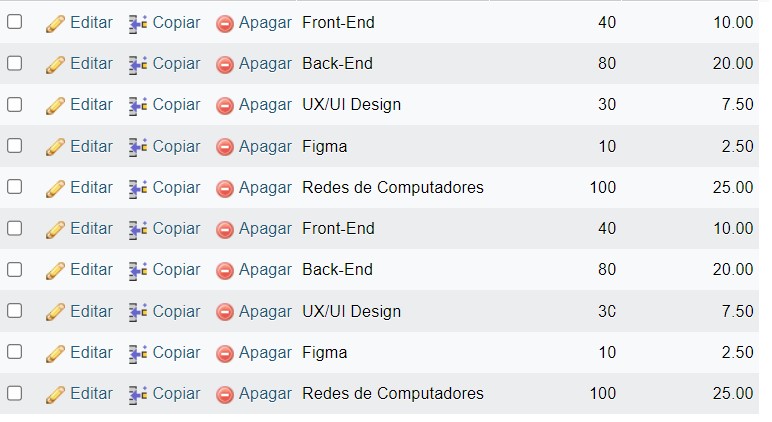 Editar Copiar Apagar Front-End 40 10.00
Editar Copiar Apagar Back-End 80 20.00
Editar Copiar Apagar UX/UI Design 30 7.50
Editar Copiar Apagar Figma 10 2.50
Editar Copiar Apagar Redes de Computadores 100 25.00
Editar Copiar Apagar Front-End 40 10.00
Editar Copiar Apagar Back-End 80 20.00
Editar Copiar Apagar UX/UI Design 30 7.50
Editar Copiar Apagar Figma 10 2.50
Editar Copiar Apagar Redes de Computadores 100 25.00